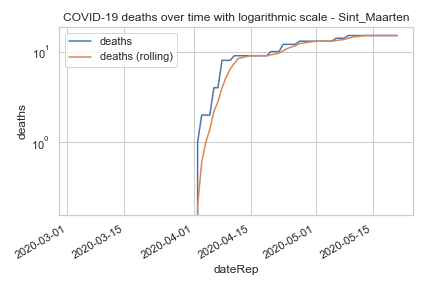 COVID-19 deaths over time with logarithmic scale - Sint_Maarten
deaths
deaths (rolling)
10¹
10⁰
deaths
2020-03-01
2020-03-15
2020-04-01
2020-04-15
2020-05-01
2020-05-15
dateRep